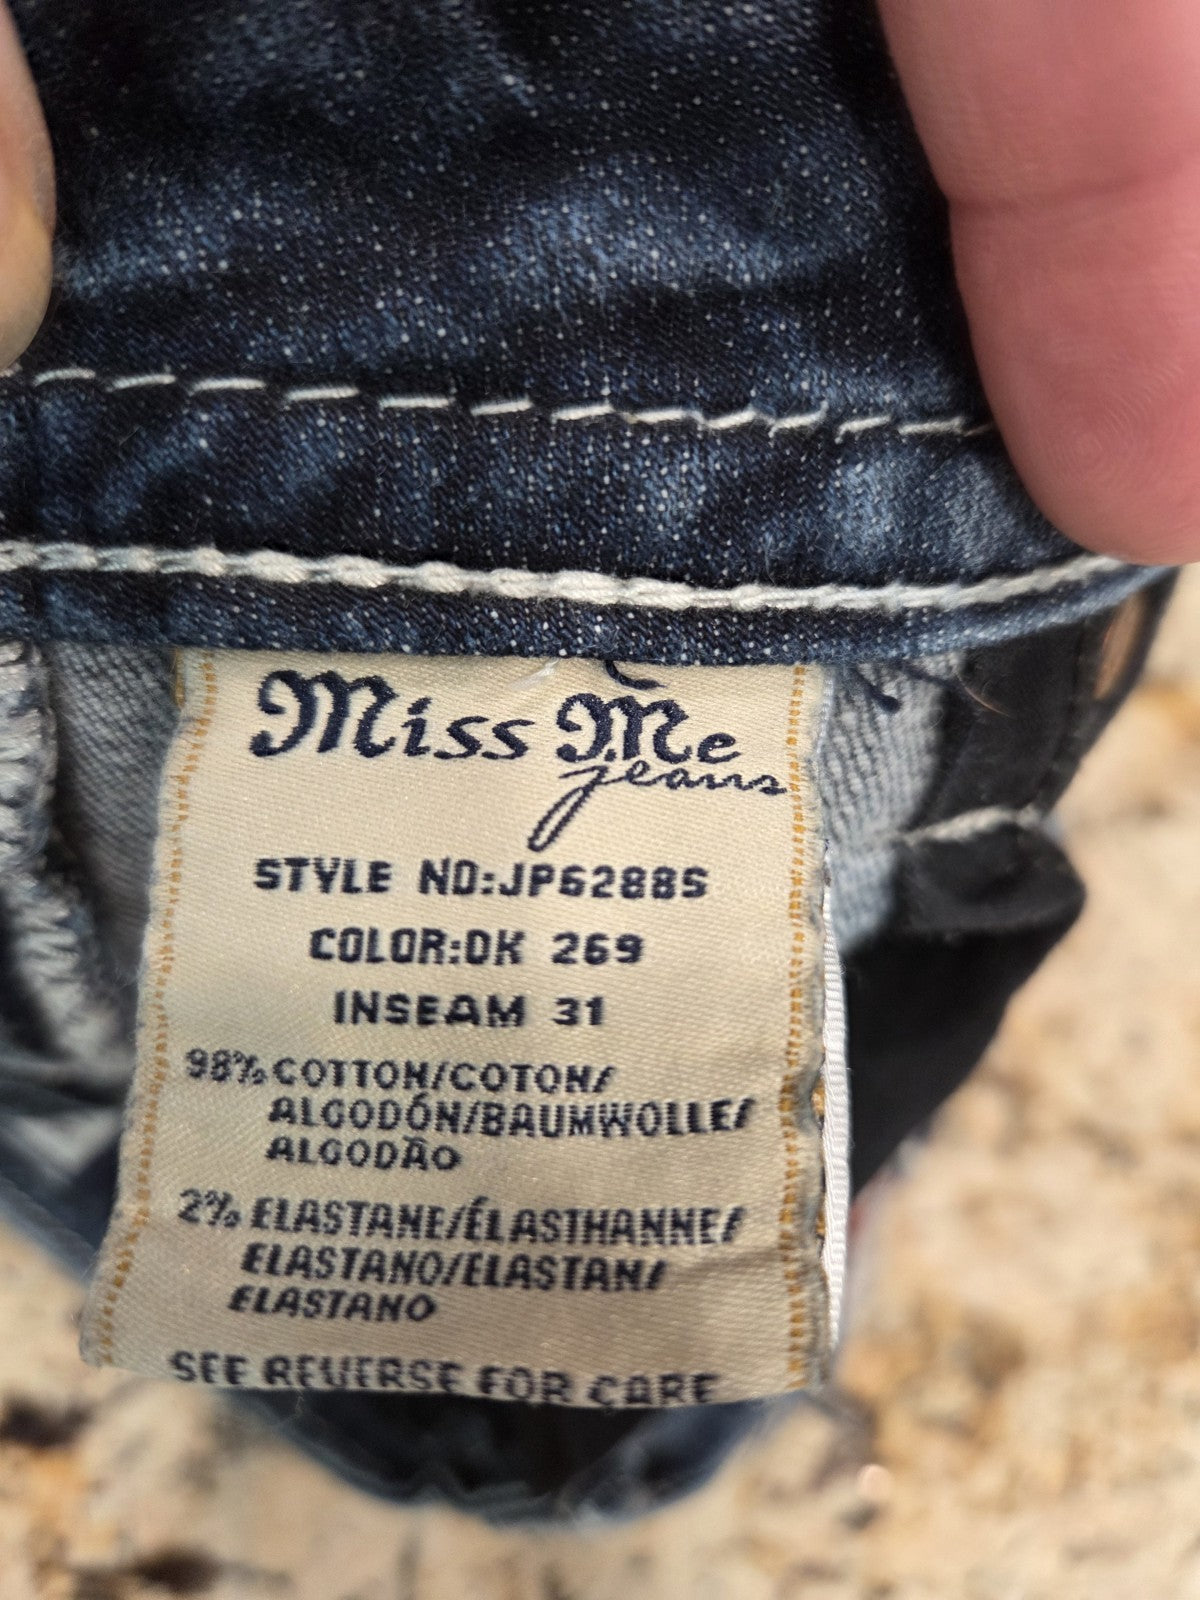 Miss Me
jeans
STYLE NO:JP6288S
COLOR:DK 269
INSEAM 31
98% COTTON/COTON/
ALGODÓN/BAUMWOLLE/
ALGODÃO
2% ELASTANE/ÉLASTHANNE/
ELASTANO/ELASTAN/
ELASTANO
SEE REVERSE FOR CARE